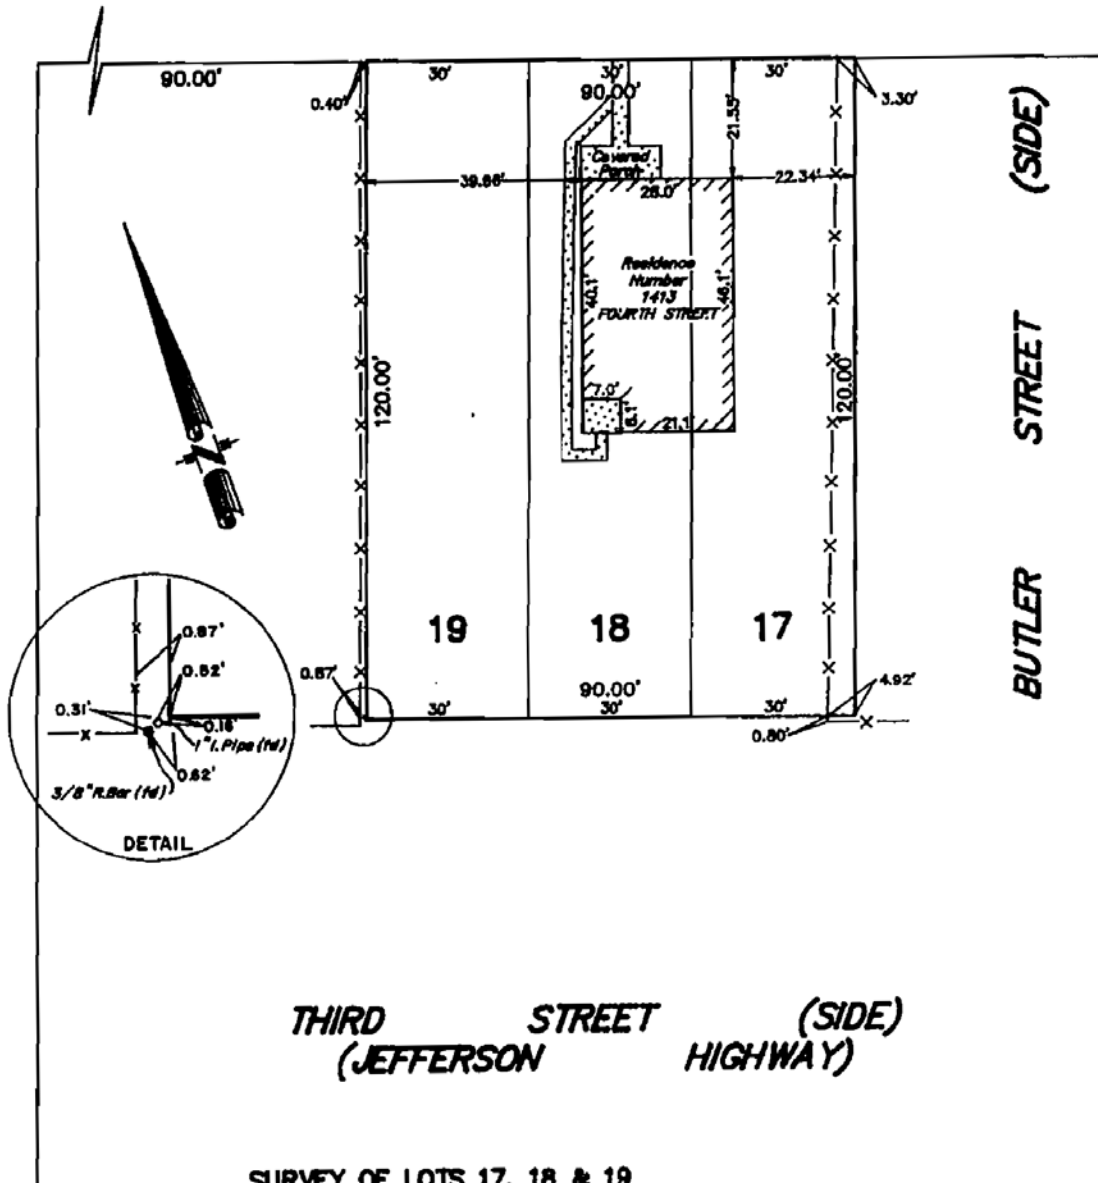 90.00'
30'
30'
30'
90.00'
0.40'
3.30'
21.55'
(SIDE)
Covered
Porch
39.66'
22.34'
28.0'
Residence
Number
1413
FOURTH STREET
40.1'
46.1'
STREET
120.00'
120.00'
7.0'
6.1'
21.1'
N
BUTLER
19
18
17
0.67'
0.52'
0.67'
4.92'
90.00'
30'
30'
30'
0.31'
0.16'
1" I. Pipe (fd)
0.80'
0.62'
3/8" R.Bar (fd)
DETAIL
THIRD STREET (SIDE)
(JEFFERSON HIGHWAY)
SURVEY OF LOTS 17, 18 & 19